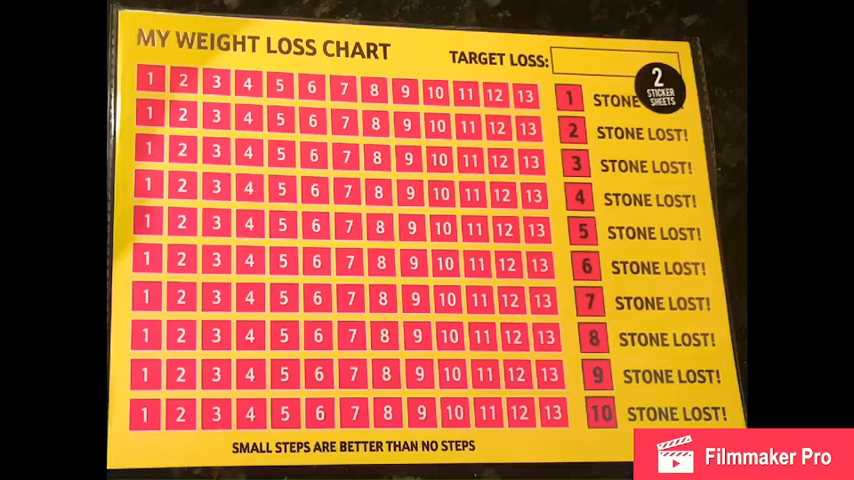 MY WEIGHT LOSS CHART
TARGET LOSS:
2
STICKER
SHEETS
1 2 3 4 5 6 7 8 9 10 11 12 13 1 STONE
1 2 3 4 5 6 7 8 9 10 11 12 13 2 STONE LOST!
1 2 3 4 5 6 7 8 9 10 11 12 13 3 STONE LOST!
1 2 3 4 5 6 7 8 9 10 11 12 13 4 STONE LOST!
1 2 3 4 5 6 7 8 9 10 11 12 13 5 STONE LOST!
1 2 3 4 5 6 7 8 9 10 11 12 13 6 STONE LOST!
1 2 3 4 5 6 7 8 9 10 11 12 13 7 STONE LOST!
1 2 3 4 5 6 7 8 9 10 11 12 13 8 STONE LOST!
1 2 3 4 5 6 7 8 9 10 11 12 13 9 STONE LOST!
1 2 3 4 5 6 7 8 9 10 11 12 13 10 STONE LOST!
SMALL STEPS ARE BETTER THAN NO STEPS
Filmmaker Pro